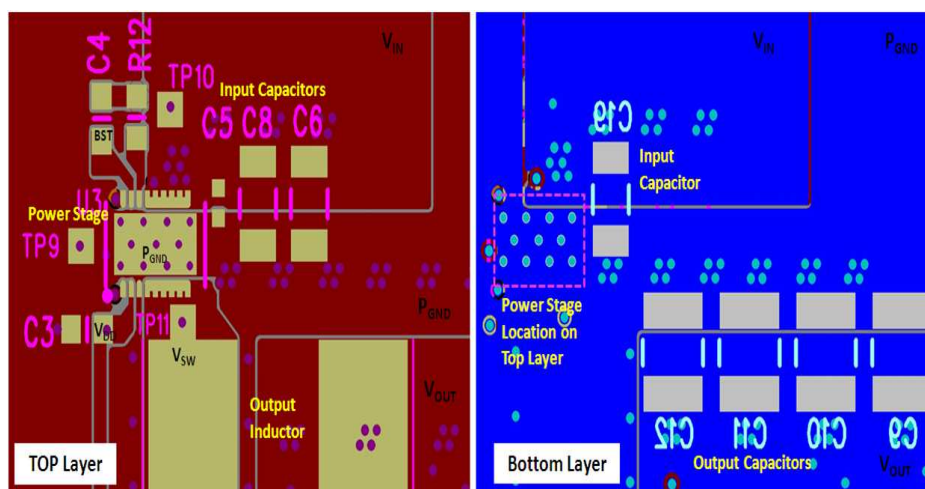 C4
R12
TP10
Input Capacitors
C5 C8 C6
VIN
BST
U3
Power Stage
TP9
PGND
PGND
C3
VDD
TP11
VSW
VOUT
Output
Inductor
TOP Layer
VIN
PGND
C19
Input
Capacitor
Power Stage
Location on
Top Layer
C12 C11 C10 C9
Output Capacitors
VOUT
Bottom Layer